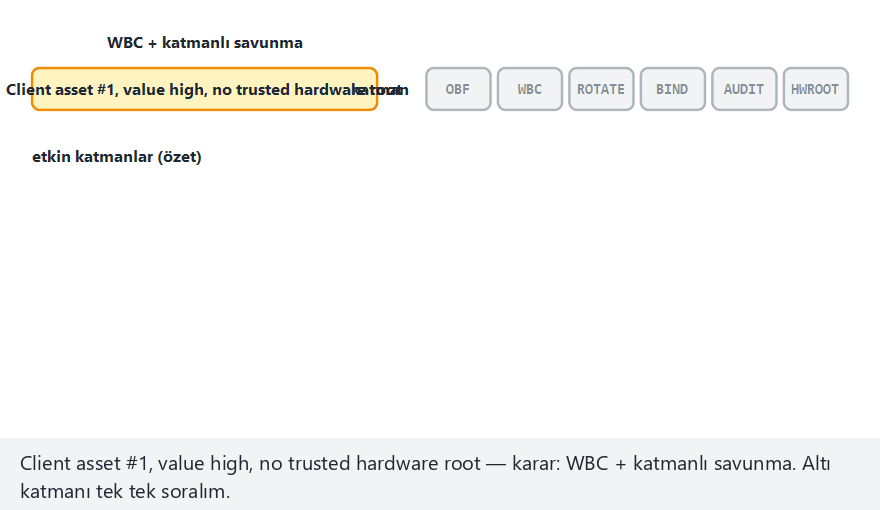 WBC + katmanlı savunma
Client asset #1, value high, no trusted hardware root
katman
OBF WBC ROTATE BIND AUDIT HWROOT
etkin katmanlar (özet)
Client asset #1, value high, no trusted hardware root — karar: WBC + katmanlı savunma. Altı
katmanı tek tek soralım.